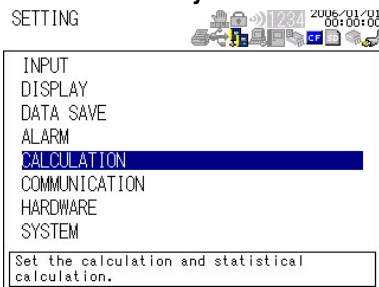 SETTING
1234
2006/01/01
00:00:00
CF
INPUT
DISPLAY
DATA SAVE
ALARM
CALCULATION
COMMUNICATION
HARDWARE
SYSTEM
Set the calculation and statistical
calculation.